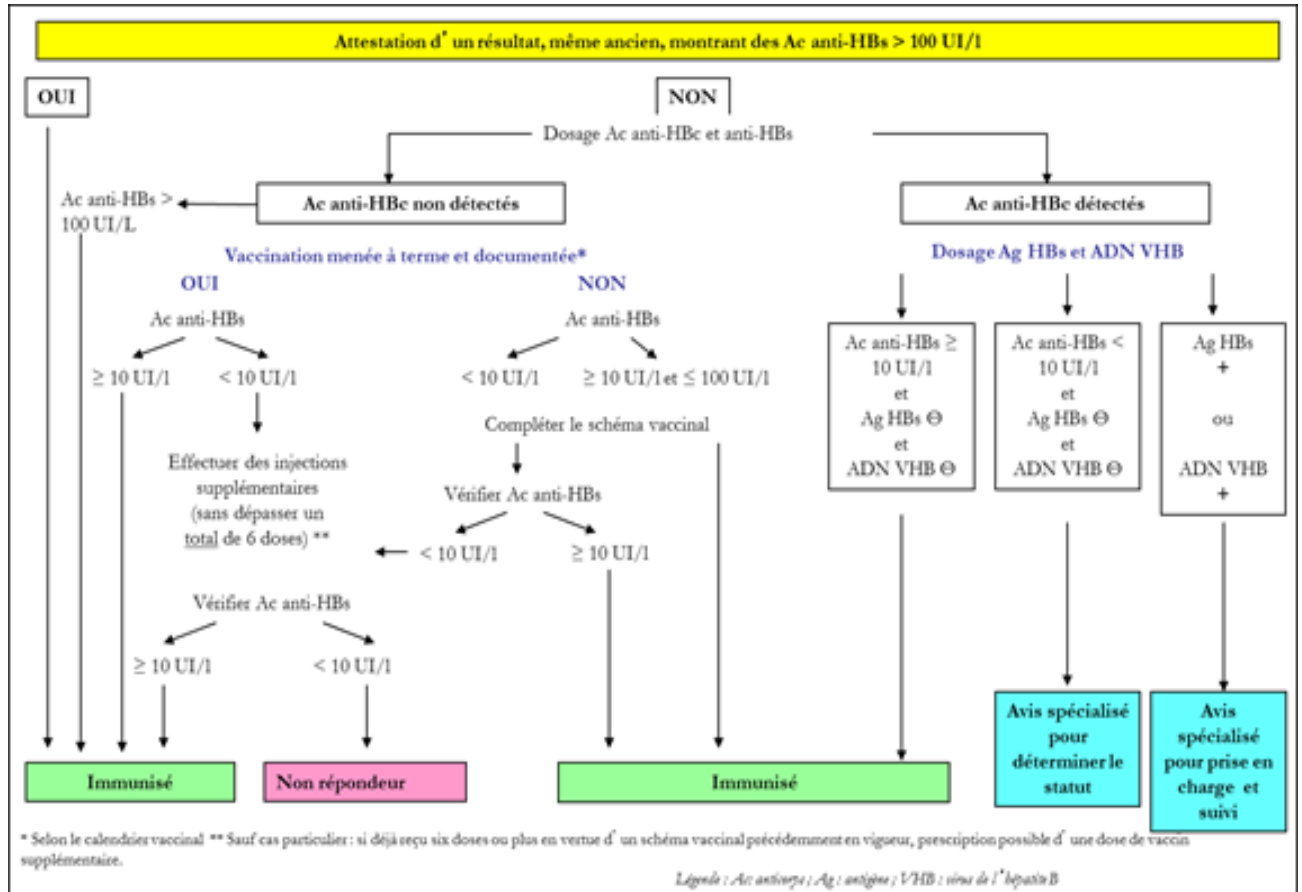 Attestation d' un résultat, même ancien, montrant des Ac anti-HBs > 100 UI/l
OUI
NON
Dosage Ac anti-HBc et anti-HBs
Ac anti-HBs >
100 UI/L
Ac anti-HBc non détectés
Ac anti-HBc détectés
Vaccination menée à terme et documentée*
OUI
NON
Dosage Ag HBs et ADN VHB
Ac anti-HBs
≥ 10 UI/l
< 10 UI/l
Effectuer des injections
supplémentaires
(sans dépasser un
total de 6 doses) **
Vérifier Ac anti-HBs
≥ 10 UI/l
< 10 UI/l
Ac anti-HBs
< 10 UI/l
≥ 10 UI/l et ≤ 100 UI/l
Compléter le schéma vaccinal
Vérifier Ac anti-HBs
< 10 UI/l
≥ 10 UI/l
Ac anti-HBs ≥
10 UI/l
et
Ag HBs ⊖
et
ADN VHB ⊖
Ac anti-HBs <
10 UI/l
et
Ag HBs ⊖
et
ADN VHB ⊖
Ag HBs
+
ou
ADN VHB
+
Immunisé
Non répondeur
Immunisé
Avis spécialisé
pour
déterminer le
statut
Avis
spécialisé
pour prise en
charge et
suivi
* Selon le calendrier vaccinal ** Sauf cas particulier : si déjà reçu six doses ou plus en vertu d' un schéma vaccinal précédemment en vigueur, prescription possible d' une dose de vaccin
supplémentaire.
Légende : Ac: anticorps ; Ag : antigène ; VHB : virus de l' hépatite B